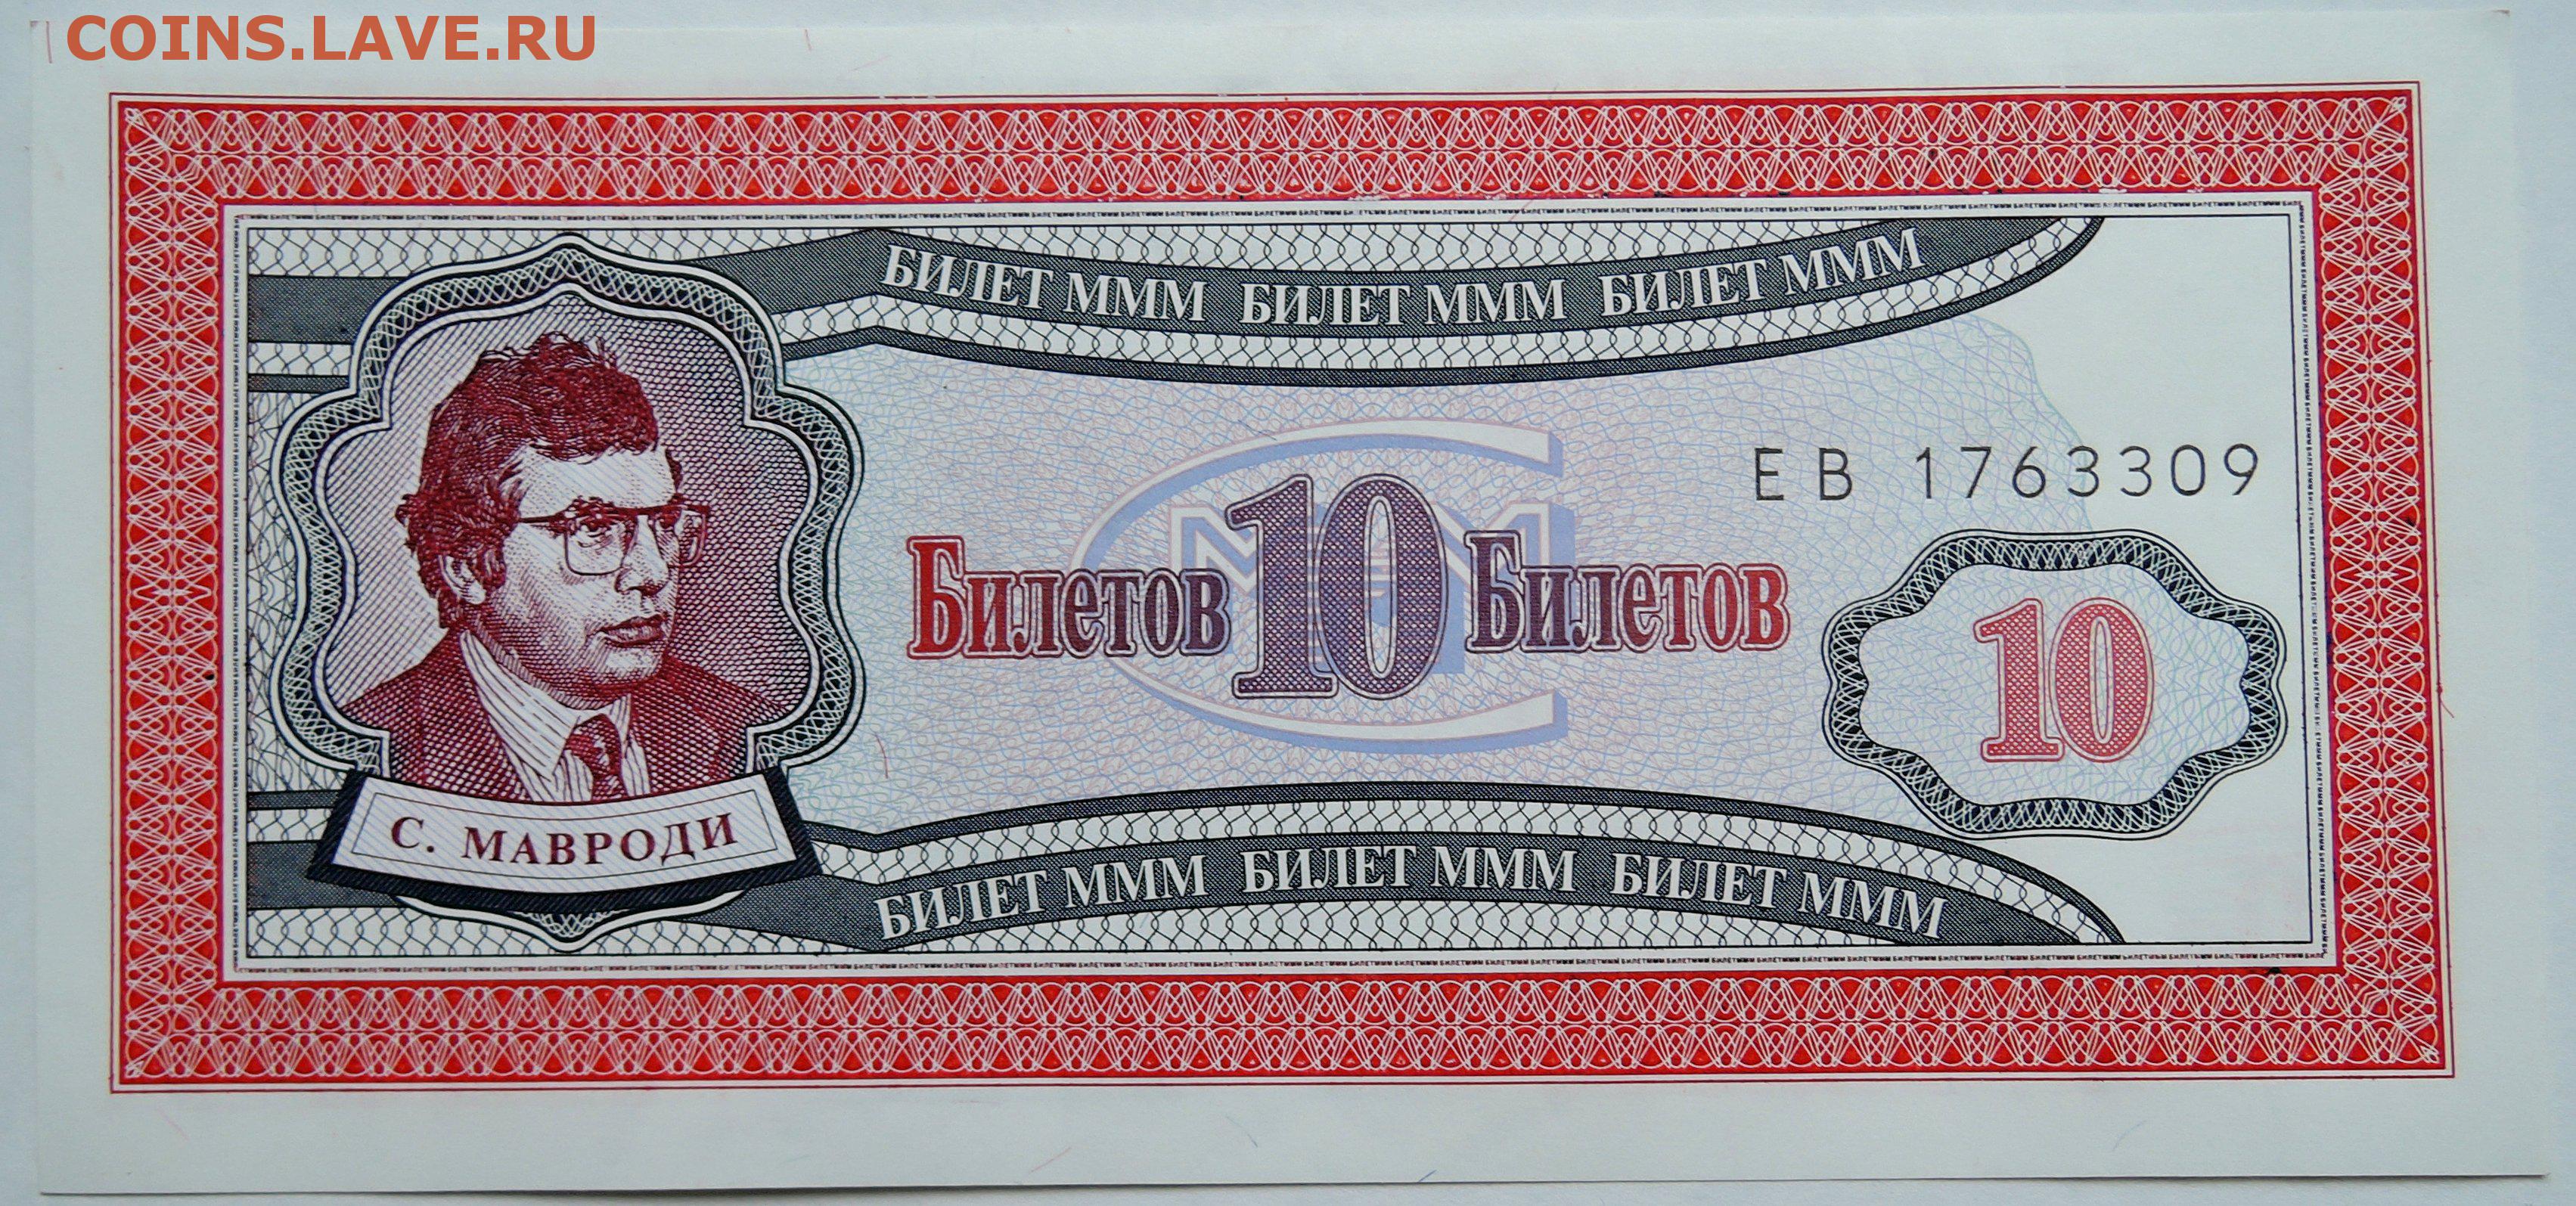 COINS.LAVE.RU
БИЛЕТ МММ БИЛЕТ МММ БИЛЕТ МММ
ЕВ 1763309
Билетов 10 Билетов
10
С. МАВРОДИ
БИЛЕТ МММ БИЛЕТ МММ БИЛЕТ МММ